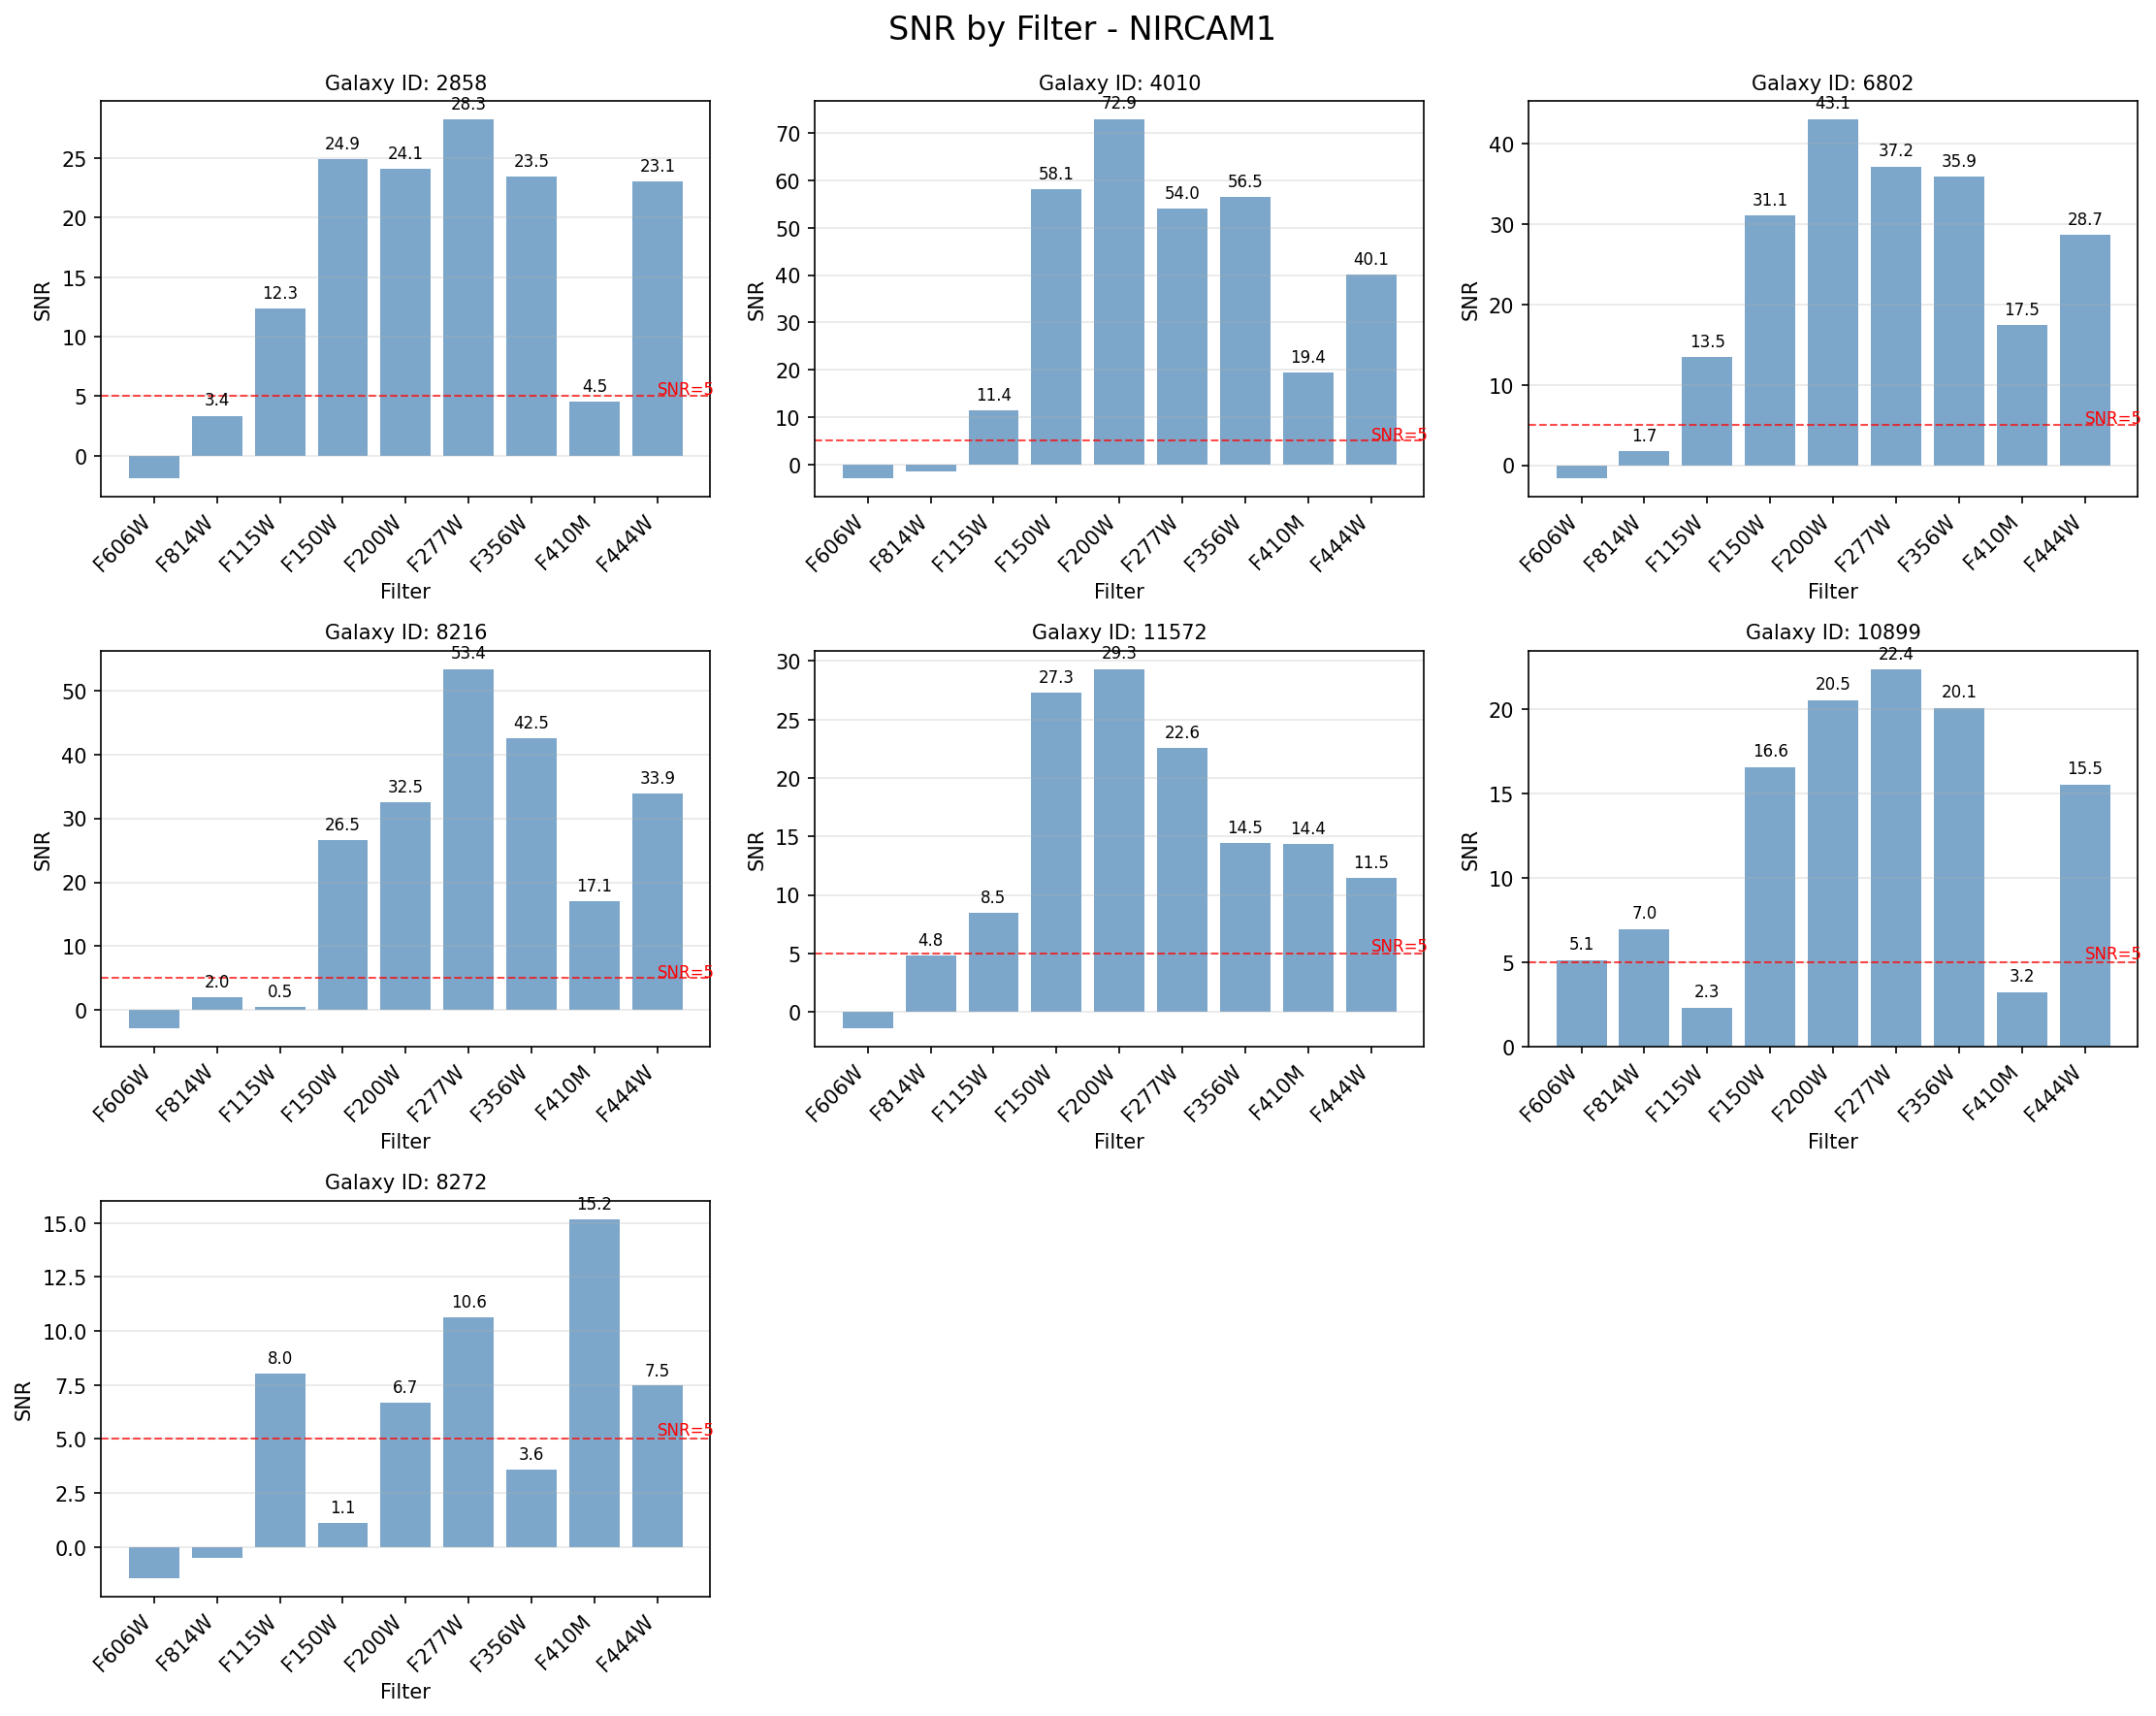 SNR by Filter - NIRCAM1
Galaxy ID: 2858
SNR
25
20
15
10
5
0
3.4
12.3
24.9
24.1
28.3
23.5
4.5
23.1
SNR=5
F606W
F814W
F115W
F150W
F200W
F277W
F356W
F410M
F444W
Filter
Galaxy ID: 4010
SNR
70
60
50
40
30
20
10
0
11.4
58.1
72.9
54.0
56.5
19.4
40.1
SNR=5
F606W
F814W
F115W
F150W
F200W
F277W
F356W
F410M
F444W
Filter
Galaxy ID: 6802
SNR
40
30
20
10
0
1.7
13.5
31.1
43.1
37.2
35.9
17.5
28.7
SNR=5
F606W
F814W
F115W
F150W
F200W
F277W
F356W
F410M
F444W
Filter
Galaxy ID: 8216
SNR
50
40
30
20
10
0
2.0
0.5
26.5
32.5
53.4
42.5
17.1
33.9
SNR=5
F606W
F814W
F115W
F150W
F200W
F277W
F356W
F410M
F444W
Filter
Galaxy ID: 11572
SNR
30
25
20
15
10
5
0
4.8
8.5
27.3
29.3
22.6
14.5
14.4
11.5
SNR=5
F606W
F814W
F115W
F150W
F200W
F277W
F356W
F410M
F444W
Filter
Galaxy ID: 10899
SNR
20
15
10
5
0
5.1
7.0
2.3
16.6
20.5
22.4
20.1
3.2
15.5
SNR=5
F606W
F814W
F115W
F150W
F200W
F277W
F356W
F410M
F444W
Filter
Galaxy ID: 8272
SNR
15.0
12.5
10.0
7.5
5.0
2.5
0.0
8.0
1.1
6.7
10.6
3.6
15.2
7.5
SNR=5
F606W
F814W
F115W
F150W
F200W
F277W
F356W
F410M
F444W
Filter